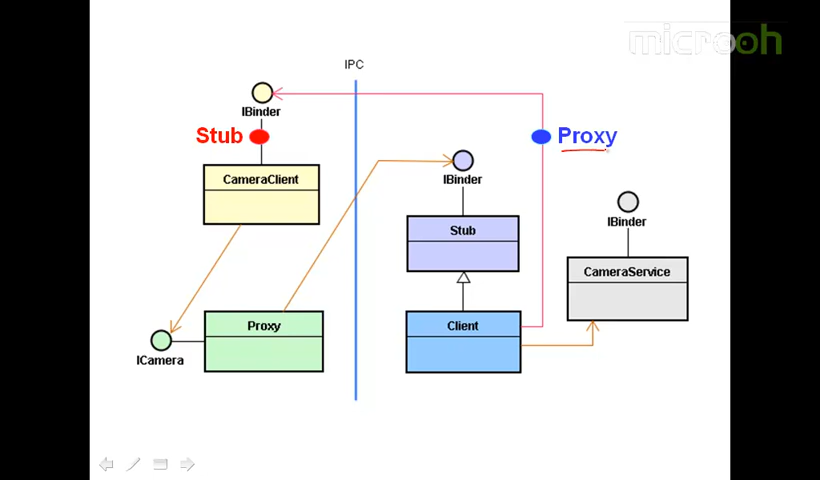 microoh
IPC
IBinder
Stub
Proxy
CameraClient
IBinder
IBinder
Stub
CameraService
Proxy
Client
ICamera